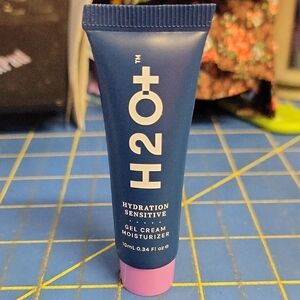 H2O+™
HYDRATION
SENSITIVE
GEL CREAM
MOISTURIZER
10mL 0.34 Fl oz ℮